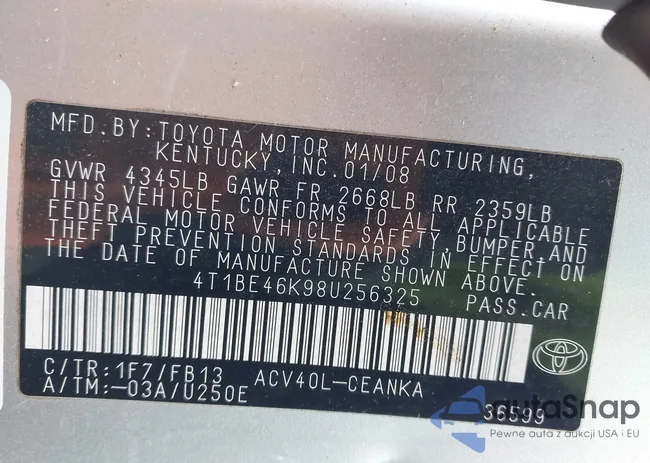 MFD. BY: TOYOTA MOTOR MANUFACTURING,
KENTUCKY, INC. 01/08
GVWR 4345LB GAWR FR 2668LB RR 2359LB
THIS VEHICLE CONFORMS TO ALL APPLICABLE
FEDERAL MOTOR VEHICLE SAFETY, BUMPER, AND
THEFT PREVENTION STANDARDS IN EFFECT ON
THE DATE OF MANUFACTURE SHOWN ABOVE.
4T1BE46K98U256325 PASS. CAR
C/TR: 1F7/FB13 ACV40L-CEANKA
A/TM: -03A/U250E 36599
autoSnap
Pewne auta z aukcji USA i EU